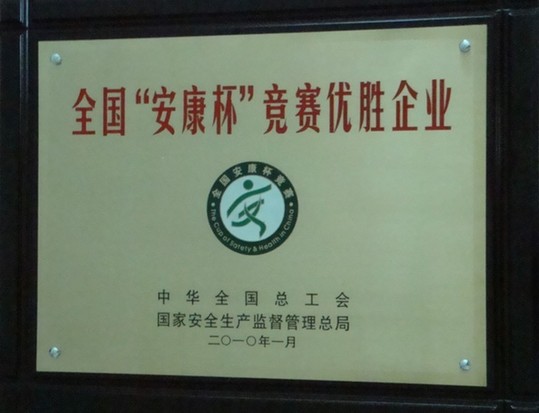 全国“安康杯”竞赛优胜企业
全国安康杯竞赛
The Cup of Safety & Health in China
中华全国总工会
国家安全生产监督管理总局
二〇一〇年一月